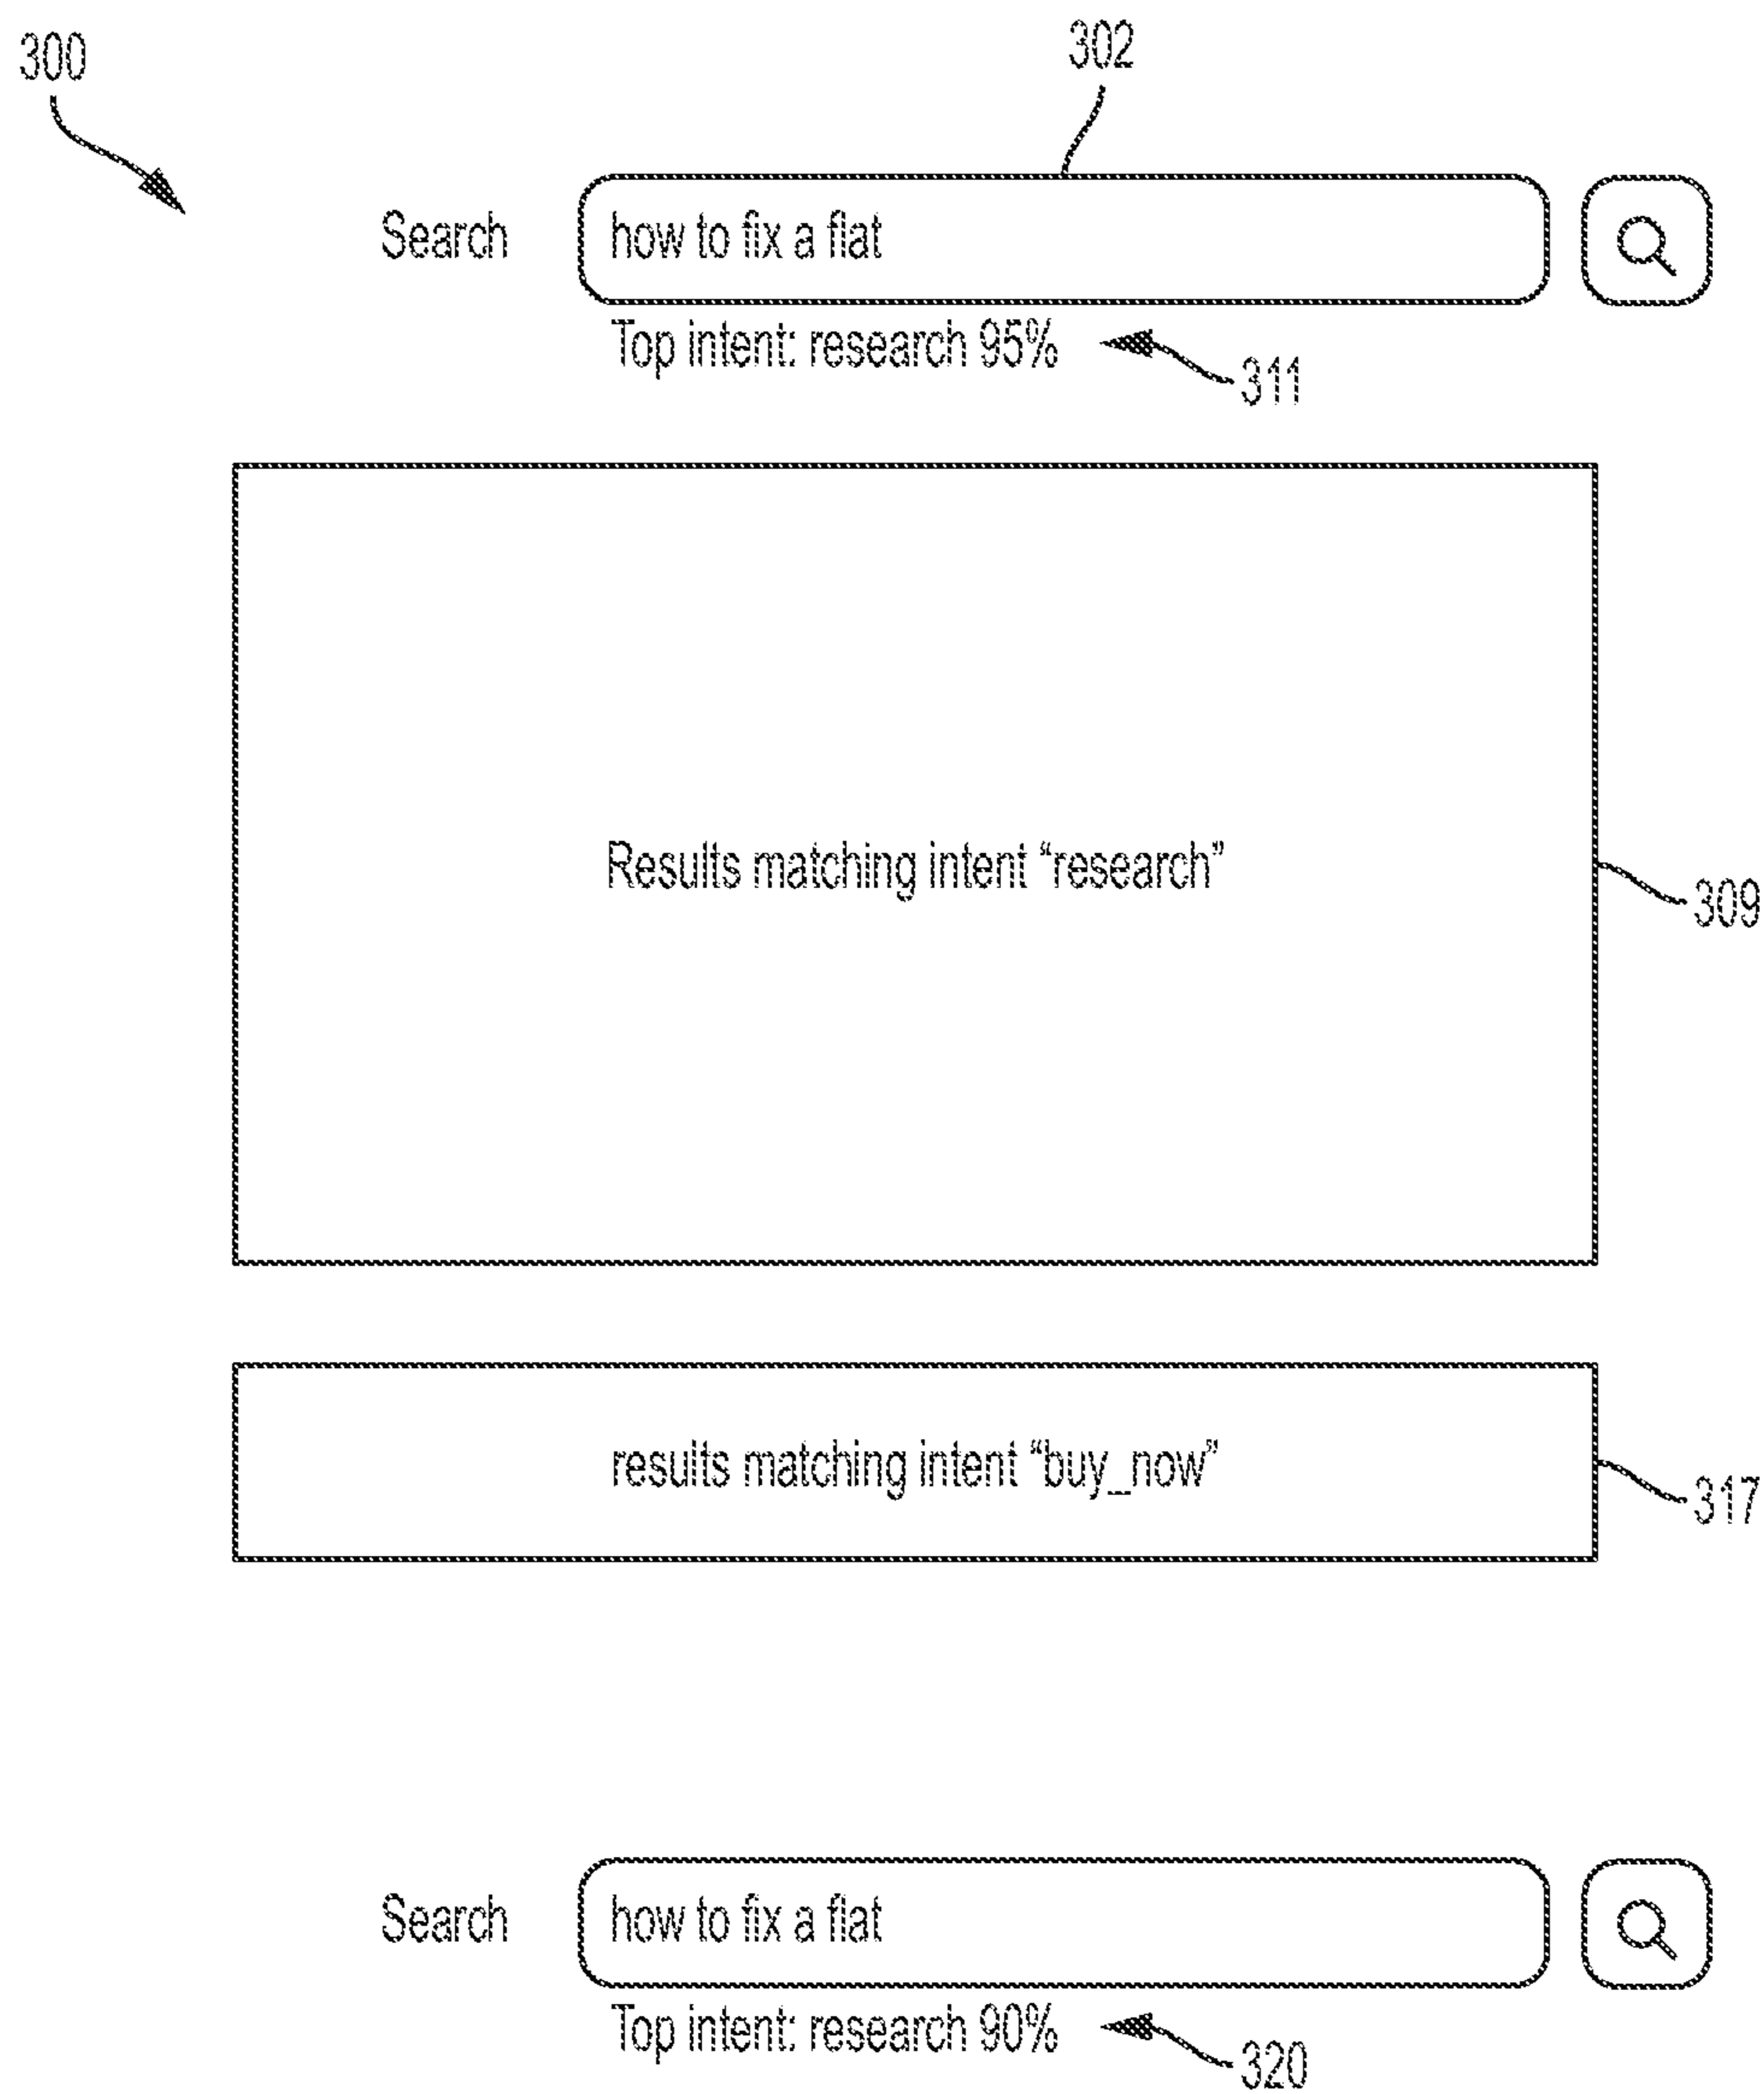 300
302
Search how to fix a flat
Top intent: research 95%
311
Results matching intent “research”
309
results matching intent “buy_now”
317
Search how to fix a flat
Top intent: research 90%
320